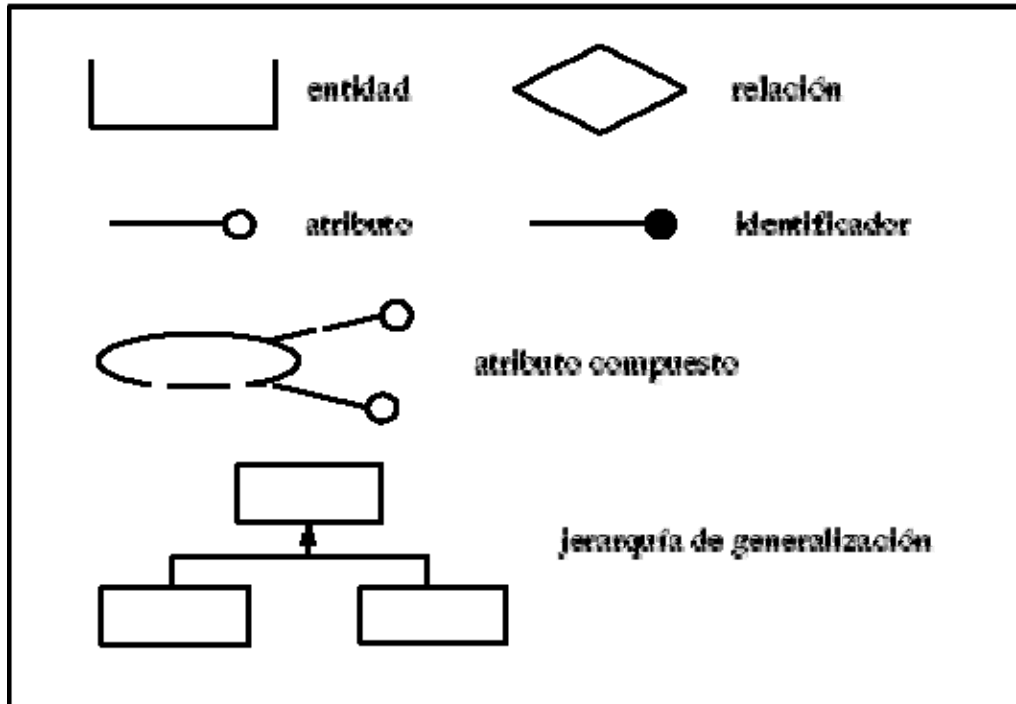 entidad
relación
atributo
identificador
atributo compuesto
jerarquía de generalización